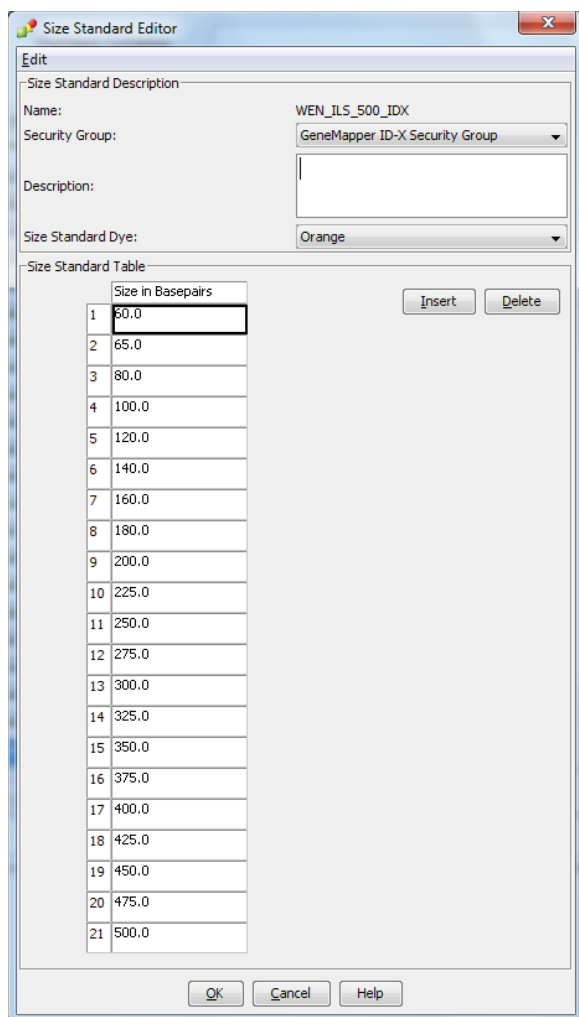 Size Standard Editor
Edit
Size Standard Description
Name: WEN_ILS_500_IDX
Security Group: GeneMapper ID-X Security Group
Description:
Size Standard Dye: Orange
Size Standard Table
Size in Basepairs
Insert Delete
1 60.0
2 65.0
3 80.0
4 100.0
5 120.0
6 140.0
7 160.0
8 180.0
9 200.0
10 225.0
11 250.0
12 275.0
13 300.0
14 325.0
15 350.0
16 375.0
17 400.0
18 425.0
19 450.0
20 475.0
21 500.0
OK Cancel Help